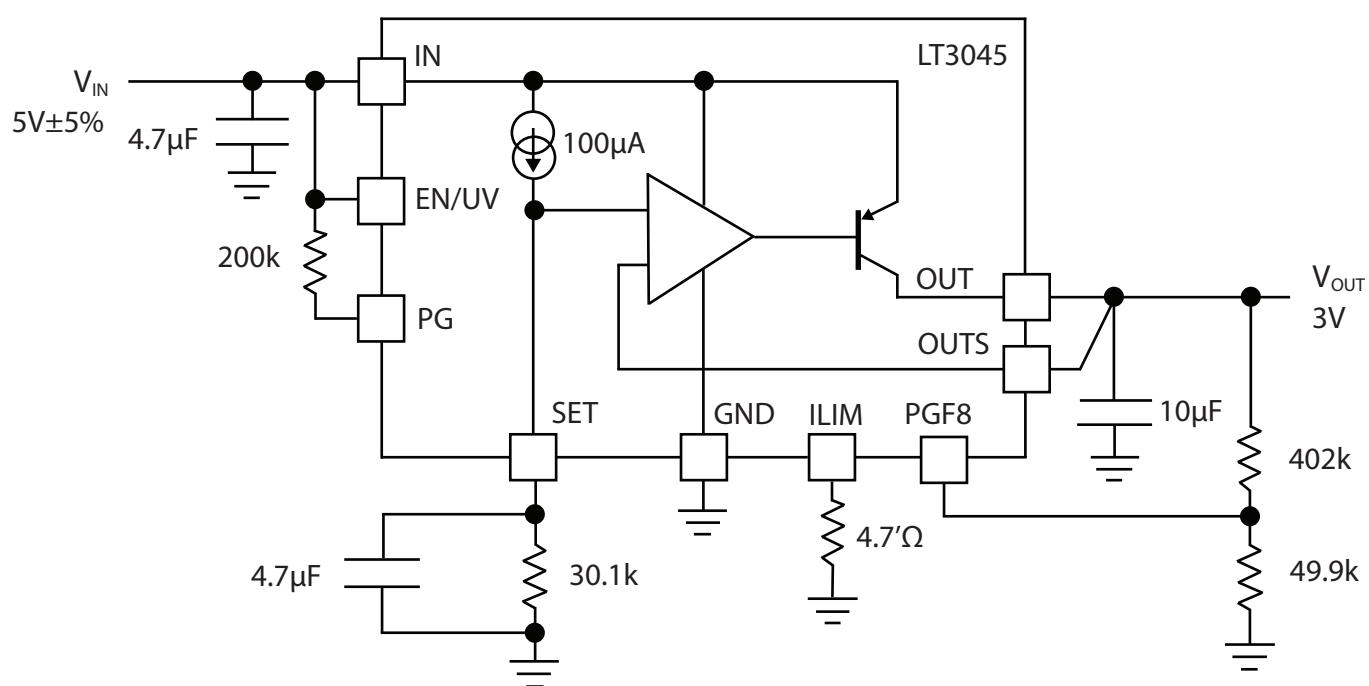 IN
LT3045
V_IN
5V±5%
4.7µF
100µA
EN/UV
200k
PG
OUT
V_OUT
3V
OUTS
SET
GND
ILIM
PGF8
10µF
402k
4.7'Ω
4.7µF
30.1k
49.9k